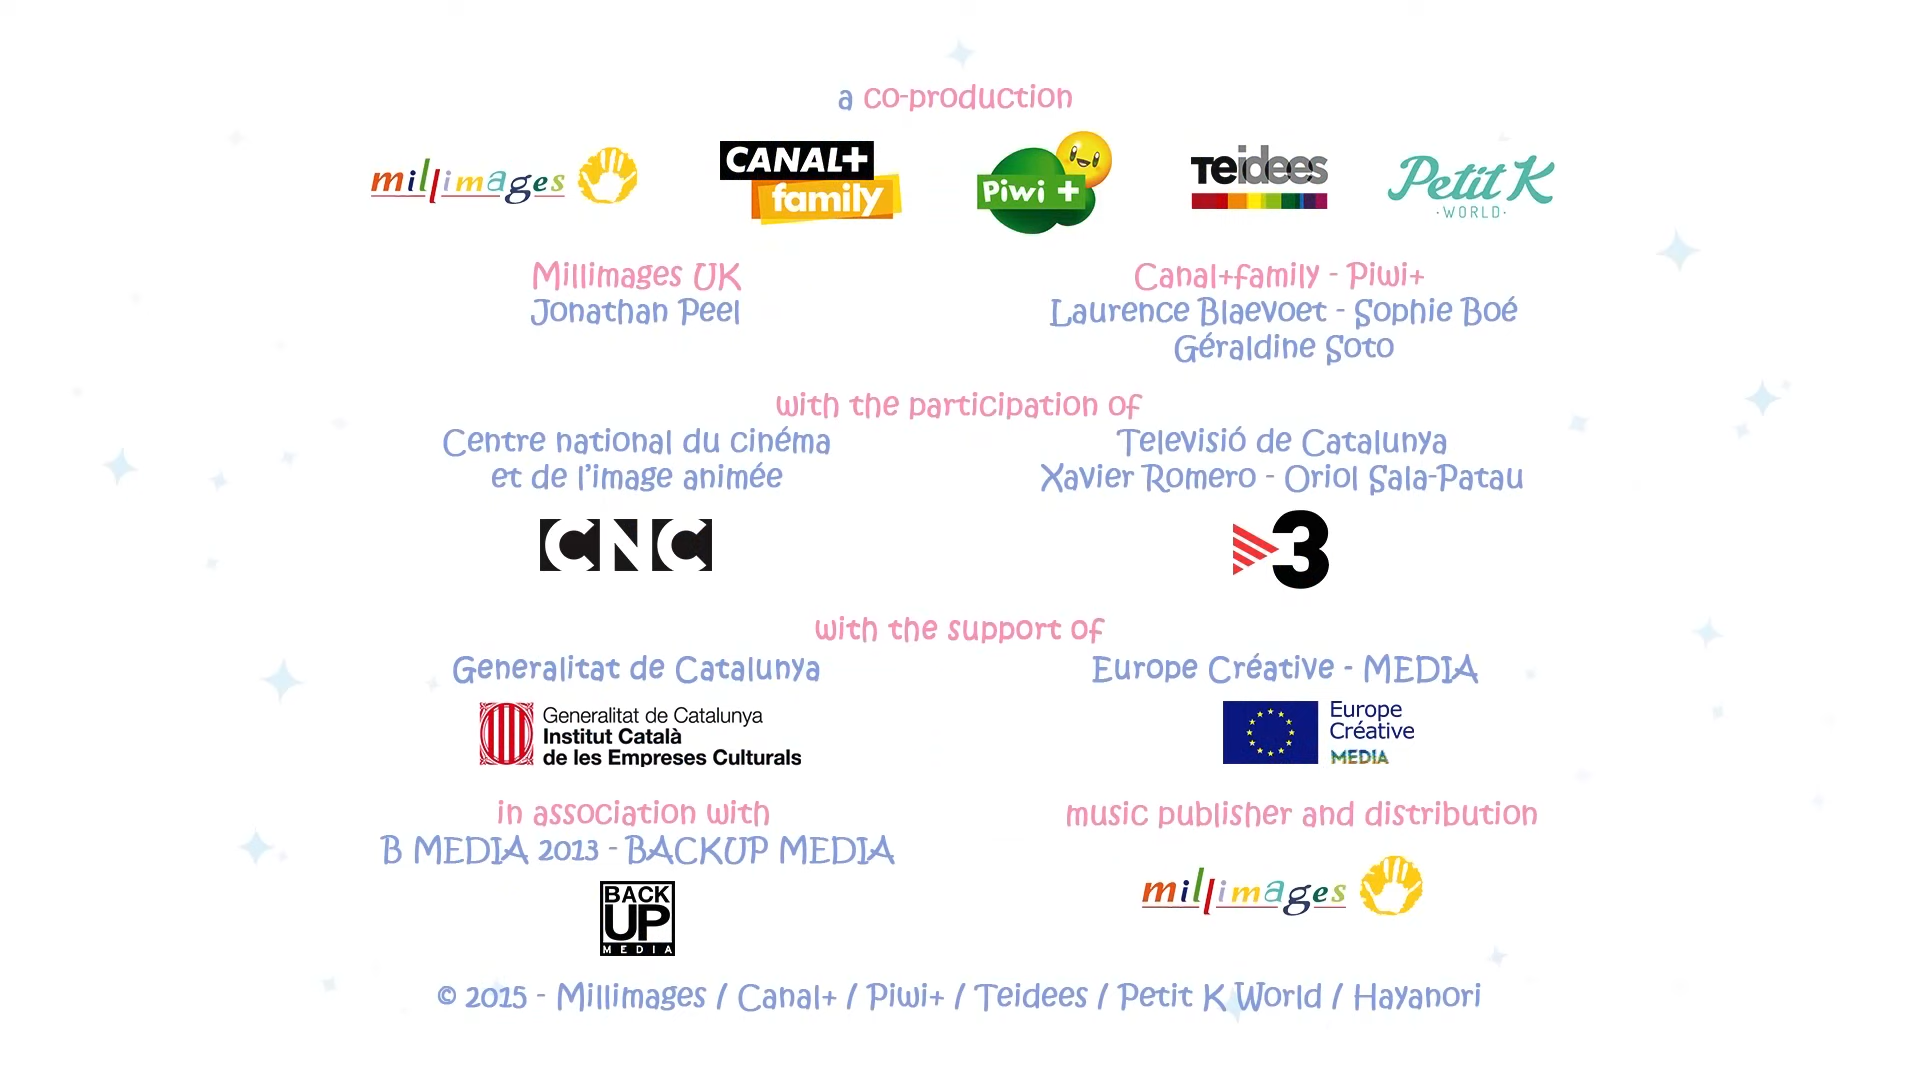 a co-production
millimages
CANAL+
family
Piwi +
Teidees
Petit K
·WORLD·
Millimages UK
Jonathan Peel
Canal+family - Piwi+
Laurence Blaevoet - Sophie Boé
Géraldine Soto
with the participation of
Centre national du cinéma
et de l'image animée
CNC
Televisió de Catalunya
Xavier Romero - Oriol Sala-Patau
3
with the support of
Generalitat de Catalunya
Generalitat de Catalunya
Institut Català
de les Empreses Culturals
Europe Créative - MEDIA
Europe
Créative
MEDIA
in association with
B MEDIA 2013 - BACKUP MEDIA
BACK
UP
MEDIA
music publisher and distribution
millimages
© 2015 - Millimages / Canal+ / Piwi+ / Teidees / Petit K World / Hayanori